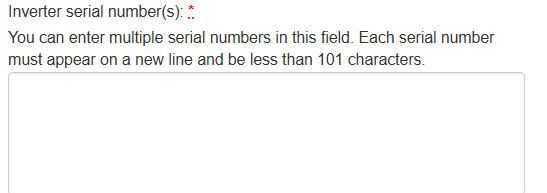 Inverter serial number(s): *
You can enter multiple serial numbers in this field. Each serial number
must appear on a new line and be less than 101 characters.